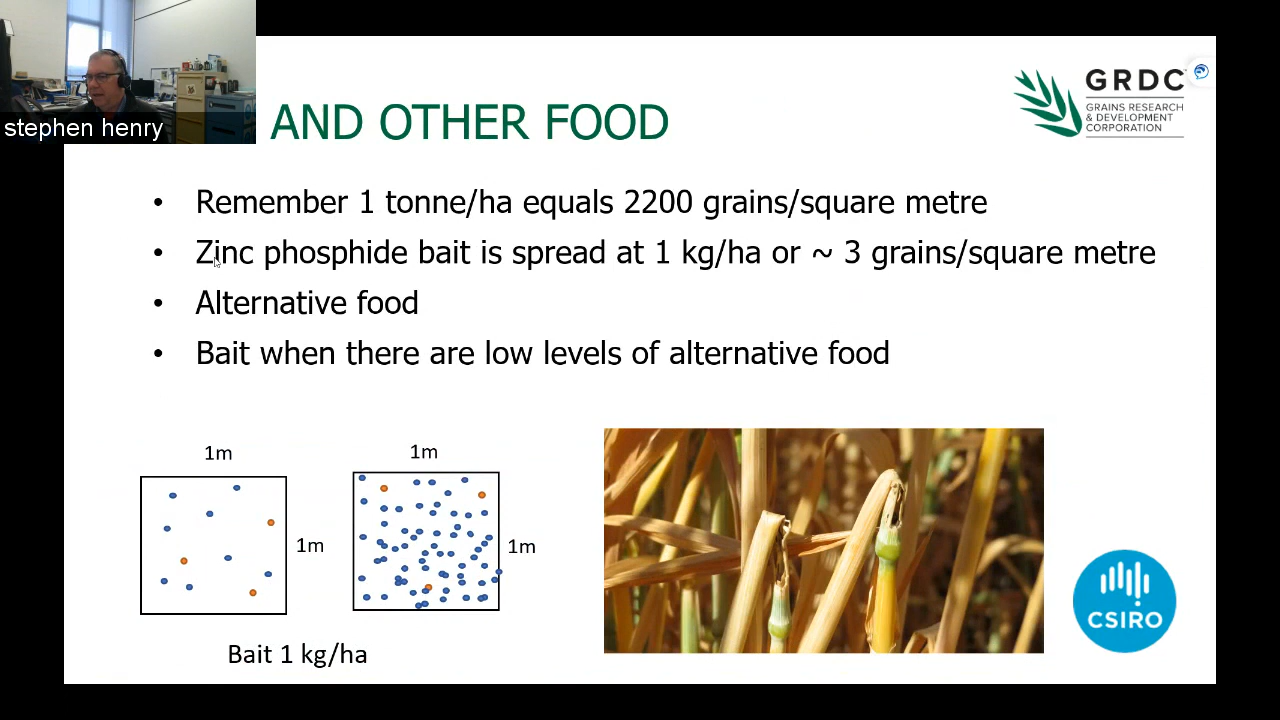 stephen henry
AND OTHER FOOD
GRDC
GRAINS RESEARCH
& DEVELOPMENT
CORPORATION
• Remember 1 tonne/ha equals 2200 grains/square metre
• Zinc phosphide bait is spread at 1 kg/ha or ~ 3 grains/square metre
• Alternative food
• Bait when there are low levels of alternative food
1m
1m
1m
1m
Bait 1 kg/ha
CSIRO